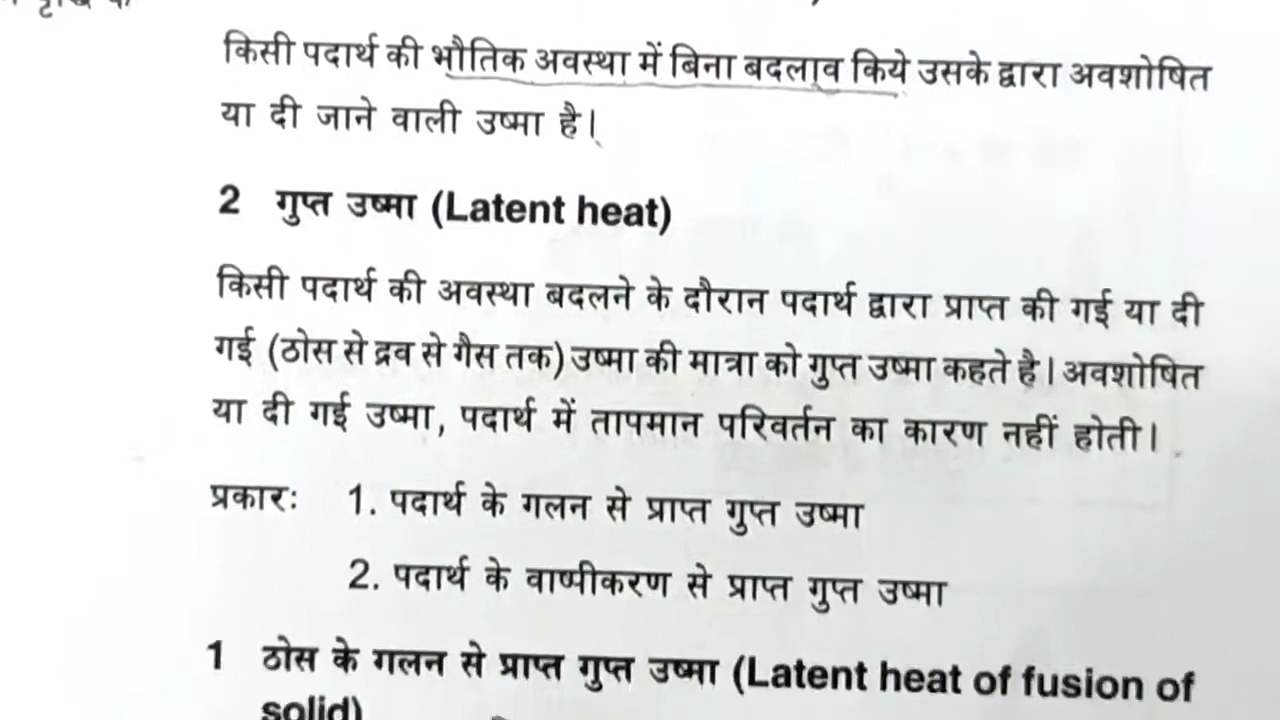 किसी पदार्थ की भौतिक अवस्था में बिना बदलाव किये उसके द्वारा अवशोषित
या दी जाने वाली उष्मा है।
2 गुप्त उष्मा (Latent heat)
किसी पदार्थ की अवस्था बदलने के दौरान पदार्थ द्वारा प्राप्त की गई या दी
गई (ठोस से द्रव से गैस तक) उष्मा की मात्रा को गुप्त उष्मा कहते है। अवशोषित
या दी गई उष्मा, पदार्थ में तापमान परिवर्तन का कारण नहीं होती।
प्रकारः 1. पदार्थ के गलन से प्राप्त गुप्त उष्मा
2. पदार्थ के वाष्पीकरण से प्राप्त गुप्त उष्मा
1 ठोस के गलन से प्राप्त गुप्त उष्मा (Latent heat of fusion of
solid)